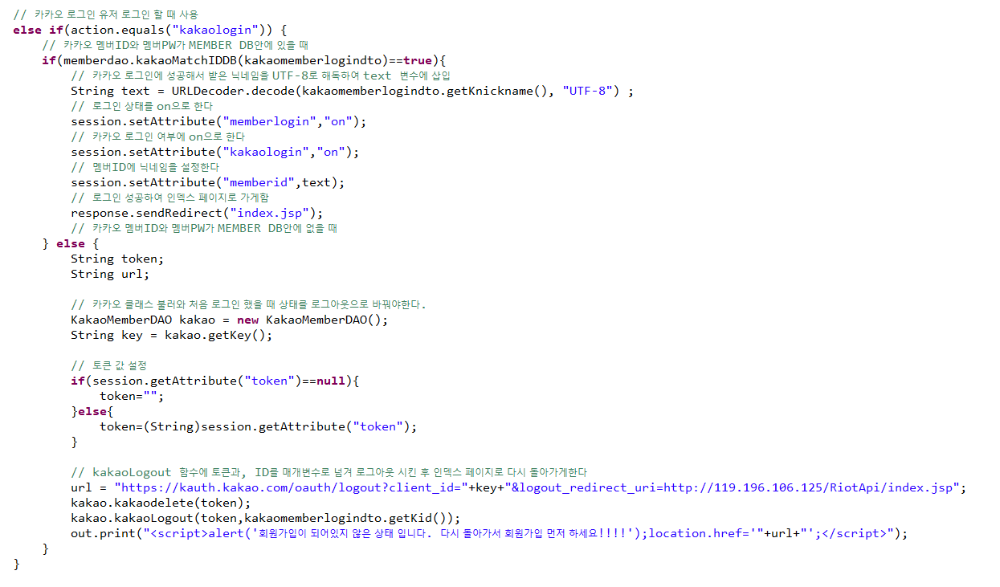 // 카카오 로그인 유저 로그인 할 때 사용
else if(action.equals("kakaologin")) {
// 카카오 멤버ID와 멤버PW가 MEMBER DB안에 있을 때
if(memberdao.kakaoMatchIDDB(kakaomemberlogindto)==true){
// 카카오 로그인에 성공해서 받은 닉네임을 UTF-8로 해독하여 text 변수에 삽입
String text = URLDecoder.decode(kakaomemberlogindto.getKnickname(), "UTF-8") ;
// 로그인 상태를 on으로 한다
session.setAttribute("memberlogin","on");
// 카카오 로그인 여부에 on으로 한다
session.setAttribute("kakaologin","on");
// 멤버ID에 닉네임을 설정한다
session.setAttribute("memberid",text);
// 로그인 성공하여 인덱스 페이지로 가게함
response.sendRedirect("index.jsp");
// 카카오 멤버ID와 멤버PW가 MEMBER DB안에 없을 때
} else {
String token;
String url;
// 카카오 클래스 불러와 처음 로그인 했을 때 상태를 로그아웃으로 바꿔야한다.
KakaoMemberDAO kakao = new KakaoMemberDAO();
String key = kakao.getKey();
// 토큰 값 설정
if(session.getAttribute("token")==null){
token="";
}else{
token=(String)session.getAttribute("token");
}
// kakaoLogout 함수에 토큰과, ID를 매개변수로 넘겨 로그아웃 시킨 후 인덱스 페이지로 다시 돌아가게한다
url = "https://kauth.kakao.com/oauth/logout?client_id="+key+"&logout_redirect_uri=http://119.196.106.125/RiotApi/index.jsp";
kakao.kakaodelete(token);
kakao.kakaoLogout(token,kakaomemberlogindto.getKid());
out.print("<script>alert('회원가입이 되어있지 않은 상태 입니다. 다시 돌아가서 회원가입 먼저 하세요!!!!');location.href='"+url+"';</script>");
}
}